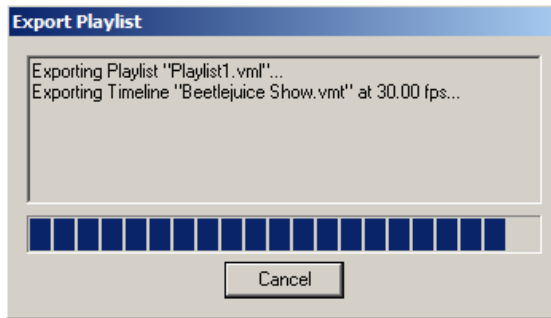 Export Playlist
Exporting Playlist "Playlist1.vml"...
Exporting Timeline "Beetlejuice Show.vmt" at 30.00 fps...
Cancel